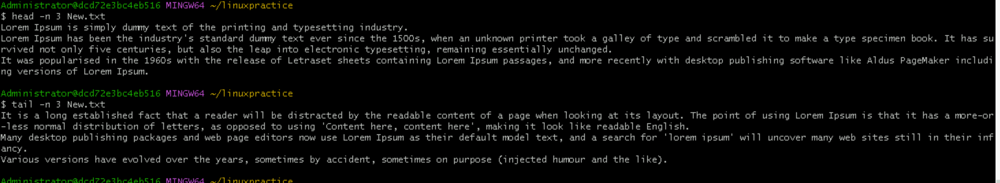 Administrator@dcd72e3bc4eb516 MINGW64 ~/linuxpractice
$ head -n 3 New.txt
Lorem Ipsum is simply dummy text of the printing and typesetting industry.
Lorem Ipsum has been the industry's standard dummy text ever since the 1500s, when an unknown printer took a galley of type and scrambled it to make a type specimen book. It has su
rvived not only five centuries, but also the leap into electronic typesetting, remaining essentially unchanged.
It was popularised in the 1960s with the release of Letraset sheets containing Lorem Ipsum passages, and more recently with desktop publishing software like Aldus PageMaker includi
ng versions of Lorem Ipsum.
Administrator@dcd72e3bc4eb516 MINGW64 ~/linuxpractice
$ tail -n 3 New.txt
It is a long established fact that a reader will be distracted by the readable content of a page when looking at its layout. The point of using Lorem Ipsum is that it has a more-or
-less normal distribution of letters, as opposed to using 'Content here, content here', making it look like readable English.
Many desktop publishing packages and web page editors now use Lorem Ipsum as their default model text, and a search for 'lorem ipsum' will uncover many web sites still in their inf
ancy.
Various versions have evolved over the years, sometimes by accident, sometimes on purpose (injected humour and the like).
Administrator@dcd72e3bc4eb516 MINGW64 ~/linuxpractice